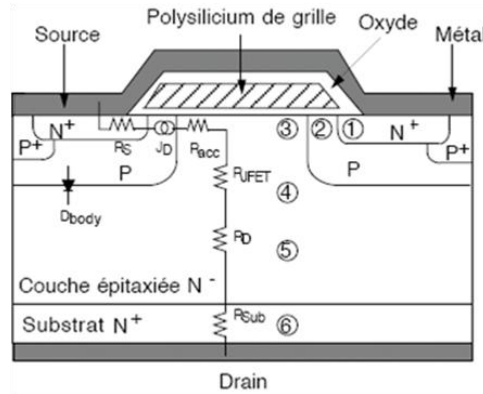 Polysilicium de grille
Source
Oxyde
Métal
N+
P+
RS
JD
Racc
③
②
①
N+
P+
P
P
RJFET
④
Dbody
RD
⑤
Couche épitaxiée N-
Substrat N+
RSub
⑥
Drain